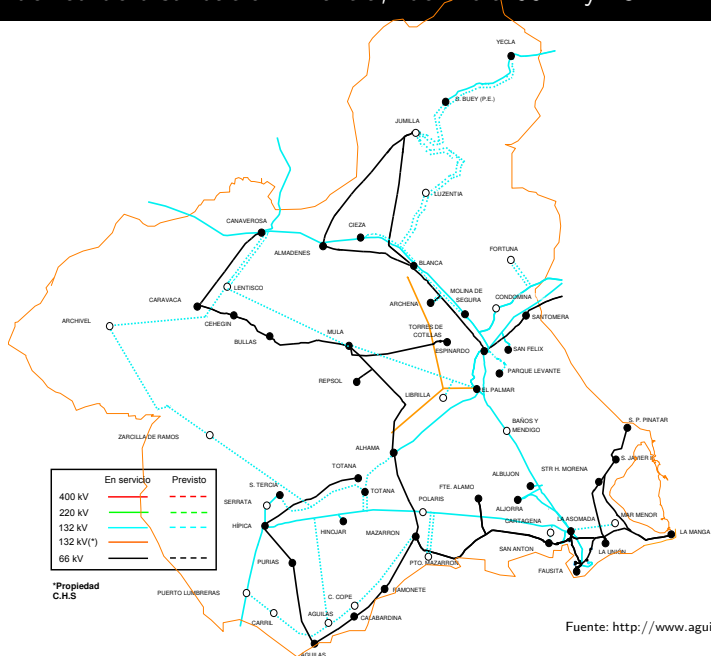 YECLA
B. BUEY (P.E.)
JUMILLA
LUZENTIA
CIEZA
CANAVEROSA
ALMADENES
FORTUNA
BLANCA
LENTISCO
MOLINA DE
SEGURA
CONDOMINA
ARCHENA
CARAVACA
SANTOMERA
ARCHIVEL
CEHEGIN
TORRES DE
COTILLAS
MULA
BULLAS
ESPINARDO
SAN FELIX
PARQUE LEVANTE
REPSOL
EL PALMAR
LIBRILLA
S. P. PINATAR
BAÑOS Y
MENDIGO
ZARCILLA DE RAMOS
ALHAMA
S. JAVIER
TOTANA
ALBUJON
STR H. MORENA
S. TERCIA
TOTANA
FTE. ALAMO
SERRATA
POLARIS
ALJORRA
HÍPICA
CARTAGENA
LA ASOMADA
MAR MENOR
HINOJAR
MAZARRON
LA MANGA
SAN ANTON
LA UNIÓN
PURIAS
PTO. MAZARRON
FAUSITA
PUERTO LUMBRERAS
RAMONETE
C. COPE
AGUILAS
CALABARDINA
CARRIL
AGUILAS
En servicio
Previsto
400 kV
220 kV
132 kV
132 kV(*)
66 kV
*Propiedad
C.H.S
Fuente: http://www.agui